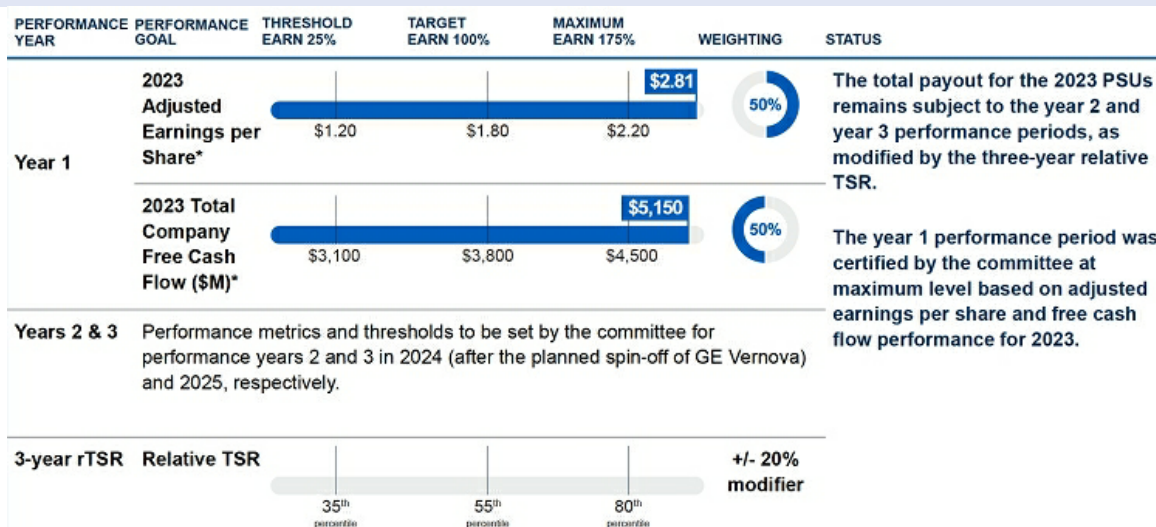 PERFORMANCE YEAR
PERFORMANCE GOAL
THRESHOLD EARN 25%
TARGET EARN 100%
MAXIMUM EARN 175%
WEIGHTING
STATUS
Year 1
2023
Adjusted
Earnings per
Share*
$2.81
$1.20
$1.80
$2.20
50%
2023 Total
Company
Free Cash
Flow ($M)*
$5,150
$3,100
$3,800
$4,500
50%
The total payout for the 2023 PSUs
remains subject to the year 2 and
year 3 performance periods, as
modified by the three-year relative
TSR.
The year 1 performance period was
certified by the committee at
maximum level based on adjusted
earnings per share and free cash
flow performance for 2023.
Years 2 & 3
Performance metrics and thresholds to be set by the committee for
performance years 2 and 3 in 2024 (after the planned spin-off of GE Vernova)
and 2025, respectively.
3-year rTSR
Relative TSR
35th
percentile
55th
percentile
80th
percentile
+/- 20%
modifier